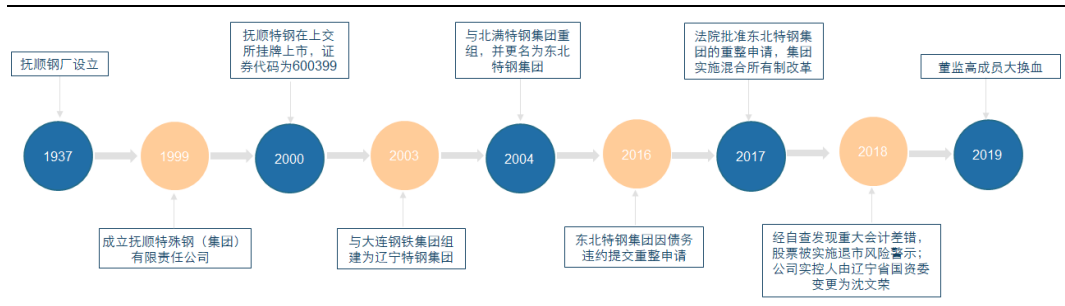 抚顺钢厂设立
抚顺特钢在上交
所挂牌上市，证
券代码为600399
与北满特钢集团重
组，并更名为东北
特钢集团
法院批准东北特钢集
团的重整申请，集团
实施混合所有制改革
董监高成员大换血
1937
1999
2000
2003
2004
2016
2017
2018
2019
成立抚顺特殊钢（集团）
有限责任公司
与大连钢铁集团组
建为辽宁特钢集团
东北特钢集团因债务
违约提交重整申请
经自查发现重大会计差错，
股票被实施退市风险警示；
公司实控人由辽宁省国资委
变更为沈文荣